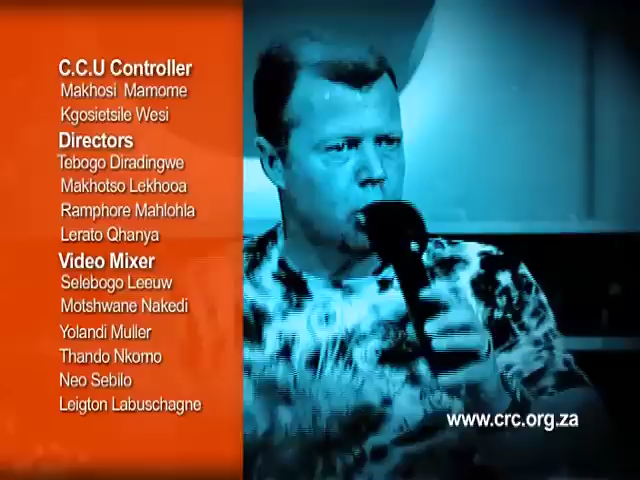 C.C.U Controller
Makhosi Mamome
Kgosietsile Wesi
Directors
Tebogo Diradingwe
Makhotso Lekhooa
Ramphore Mahlohla
Lerato Qhanya
Video Mixer
Selebogo Leeuw
Motshwane Nakedi
Yolandi Muller
Thando Nkomo
Neo Sebilo
Leigton Labuschagne
www.crc.org.za